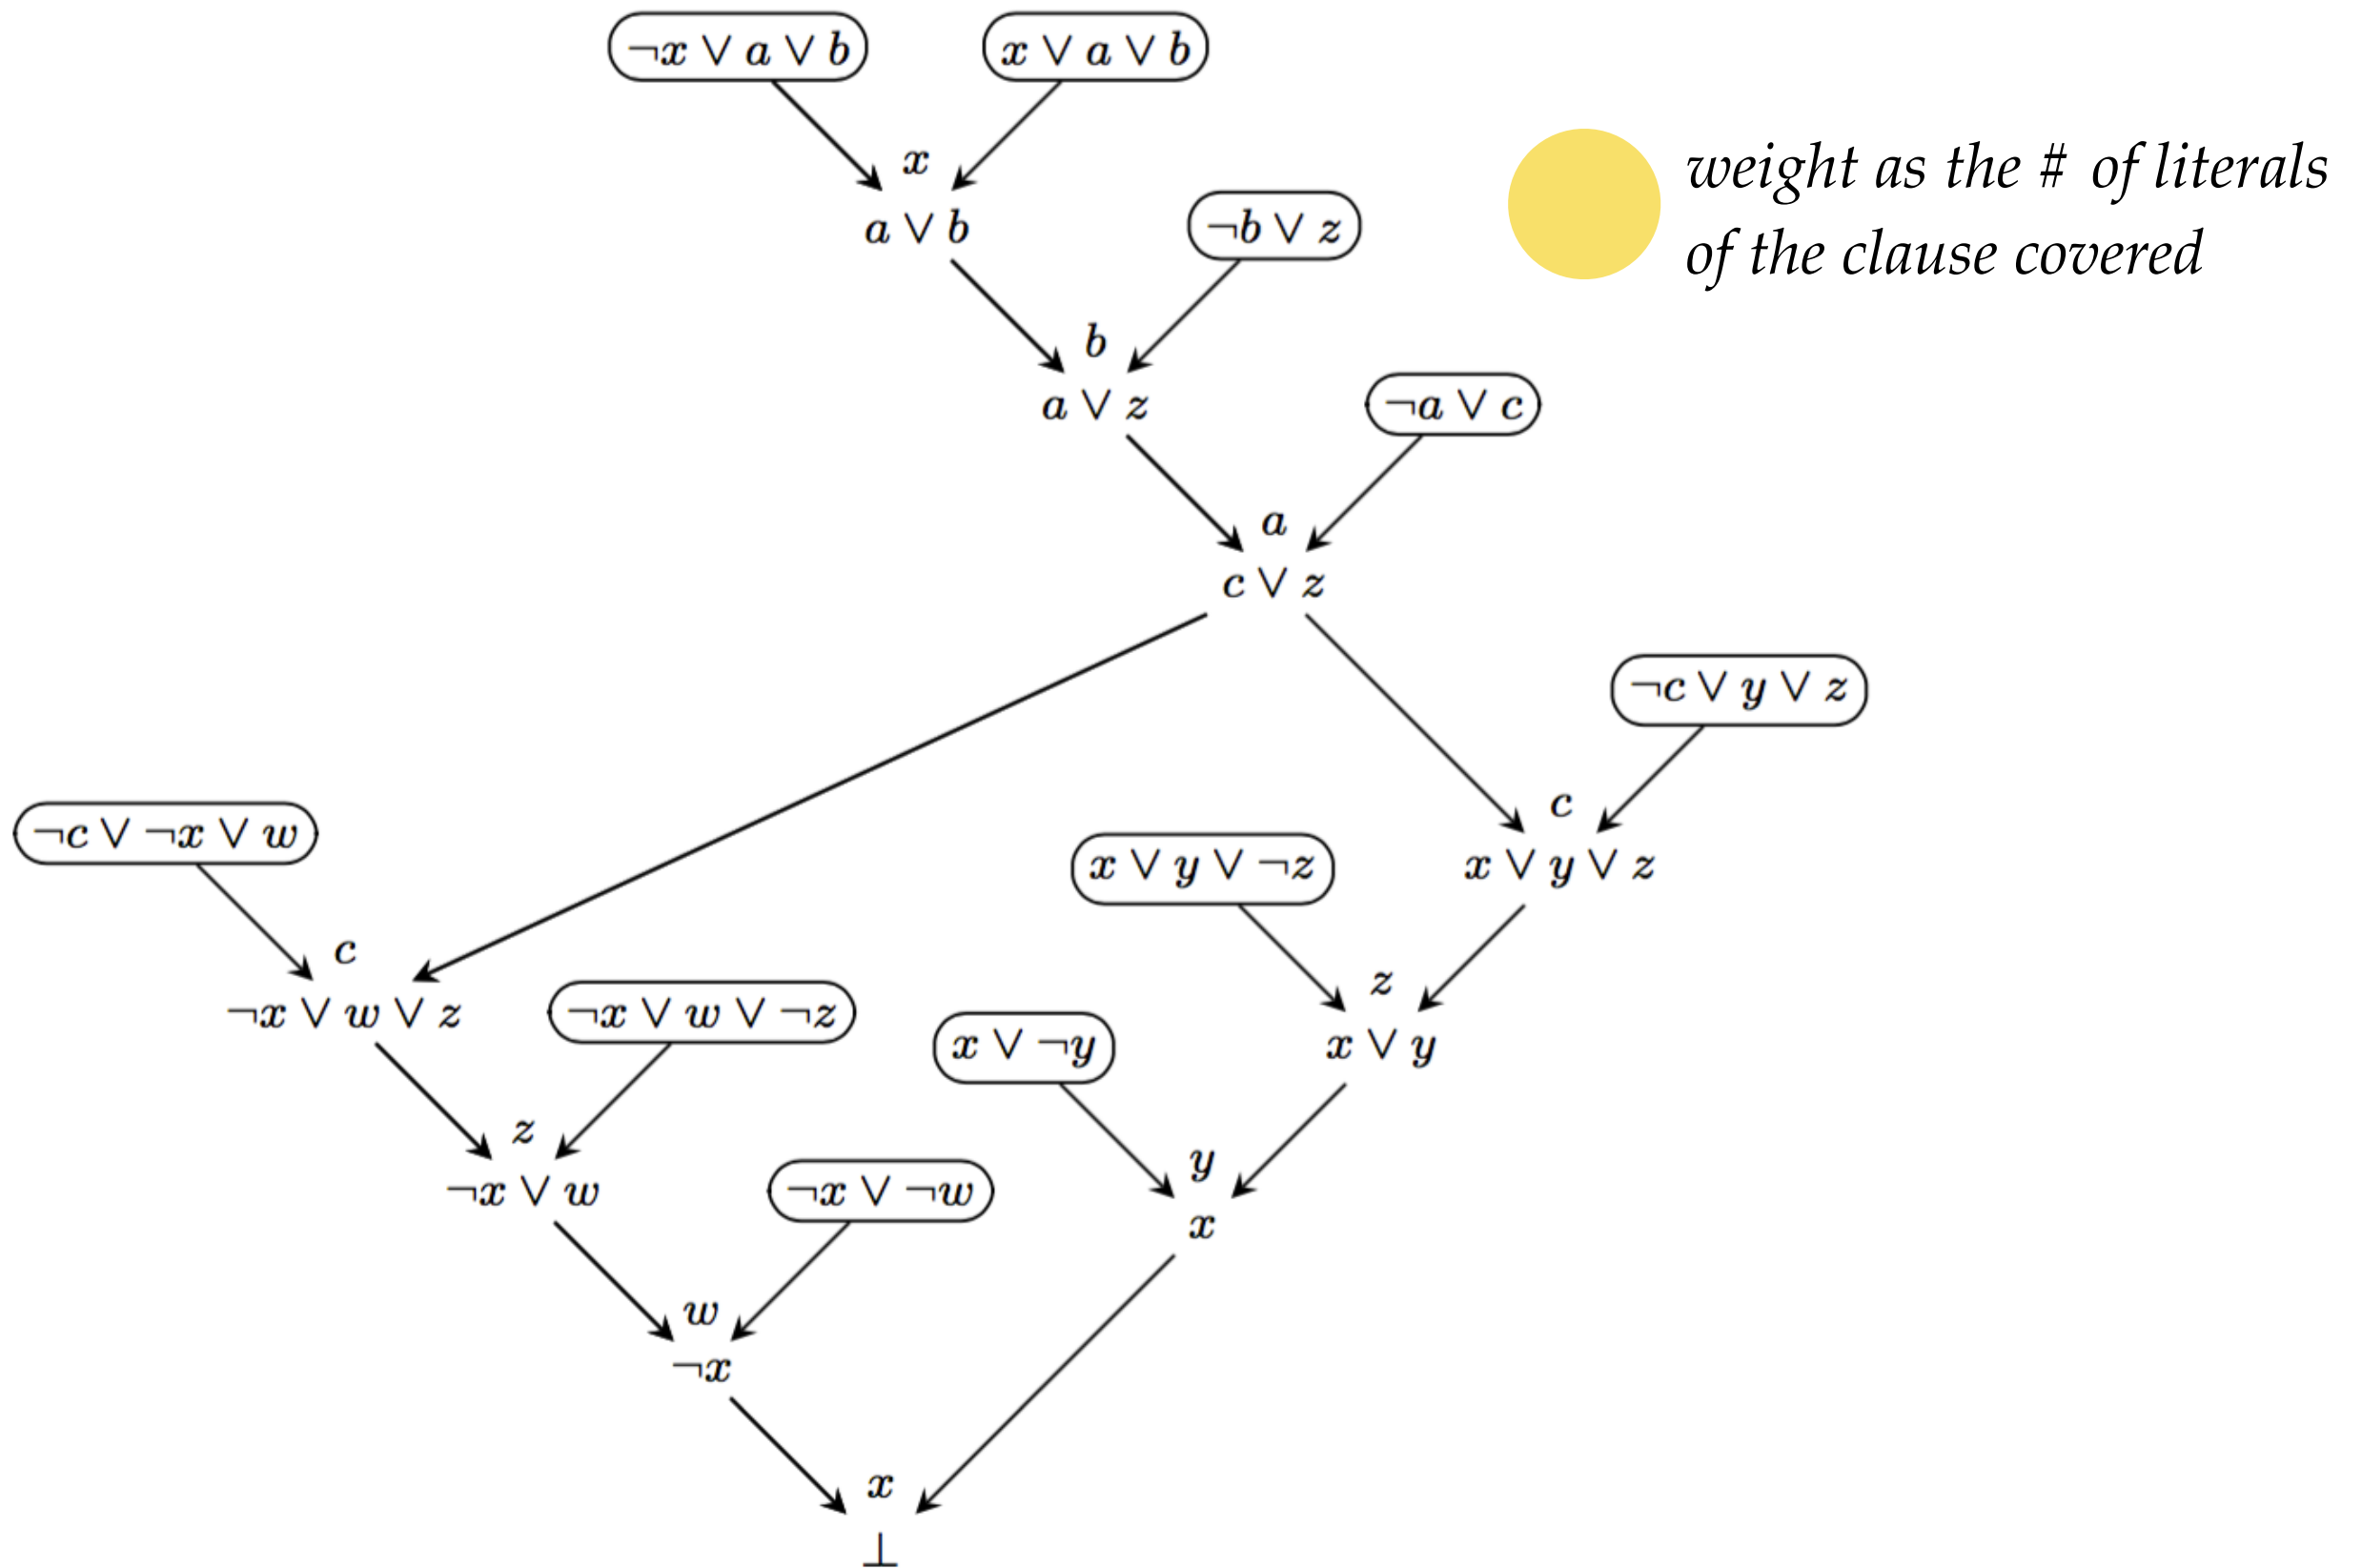 ¬x ∨ a ∨ b
x ∨ a ∨ b
weight as the # of literals
of the clause covered
x
a ∨ b
¬b ∨ z
b
a ∨ z
¬a ∨ c
a
c ∨ z
¬c ∨ y ∨ z
c
x ∨ y ∨ z
¬c ∨ ¬x ∨ w
x ∨ y ∨ ¬z
c
¬x ∨ w ∨ z
¬x ∨ w ∨ ¬z
z
x ∨ y
x ∨ ¬y
z
¬x ∨ w
¬x ∨ ¬w
y
x
w
¬x
x
⊥